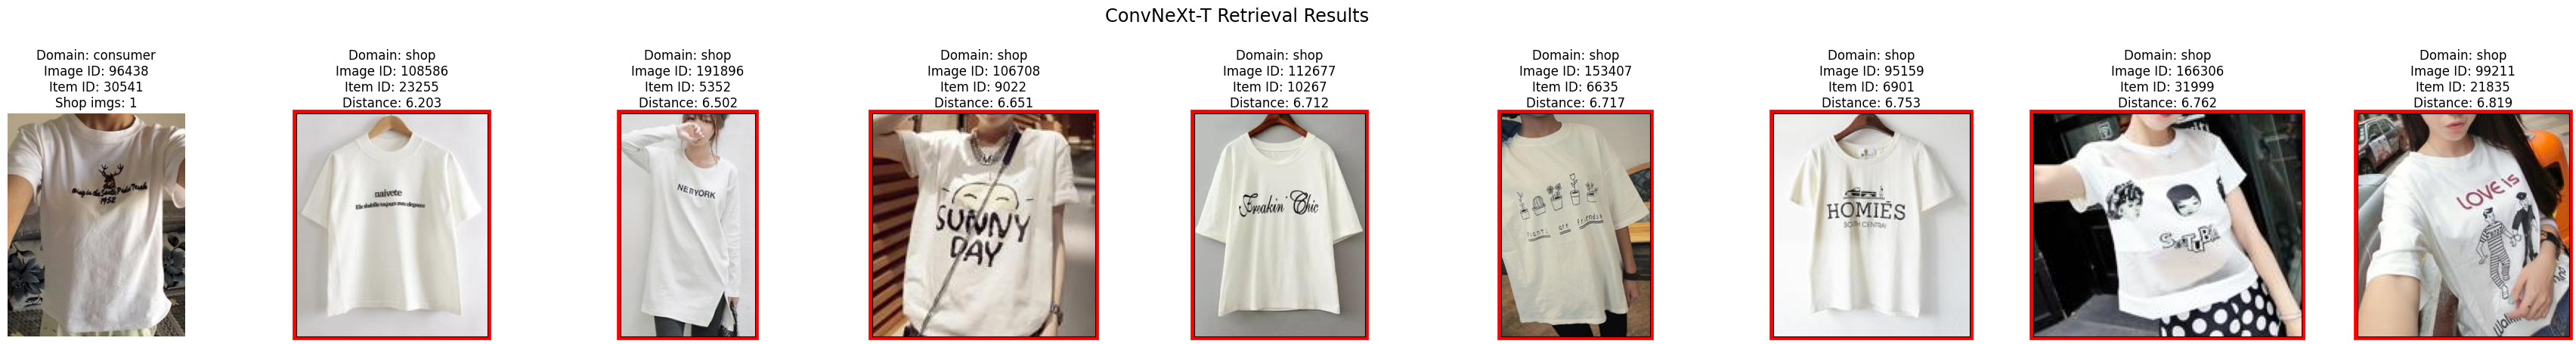 ConvNeXt-T Retrieval Results
Domain: consumer
Image ID: 96438
Item ID: 30541
Shop imgs: 1
1952
Domain: shop
Image ID: 108586
Item ID: 23255
Distance: 6.203
naivete
Domain: shop
Image ID: 191896
Item ID: 5352
Distance: 6.502
Domain: shop
Image ID: 106708
Item ID: 9022
Distance: 6.651
SUNNY
DAY
Domain: shop
Image ID: 112677
Item ID: 10267
Distance: 6.712
Freakin' Chic
Domain: shop
Image ID: 153407
Item ID: 6635
Distance: 6.717
plants are friends
Domain: shop
Image ID: 95159
Item ID: 6901
Distance: 6.753
HOMIES
SOUTH CENTRAL
Domain: shop
Image ID: 166306
Item ID: 31999
Distance: 6.762
Domain: shop
Image ID: 99211
Item ID: 21835
Distance: 6.819
LOVE is